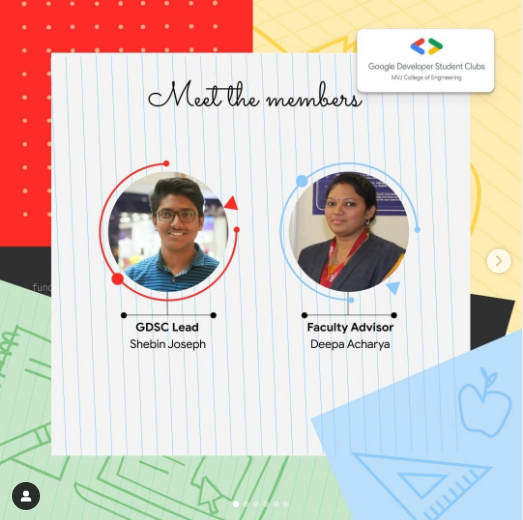 Google Developer Student Clubs
MVJ College of Engineering
Meet the members
func
GDSC Lead
Shebin Joseph
Faculty Advisor
Deepa Acharya